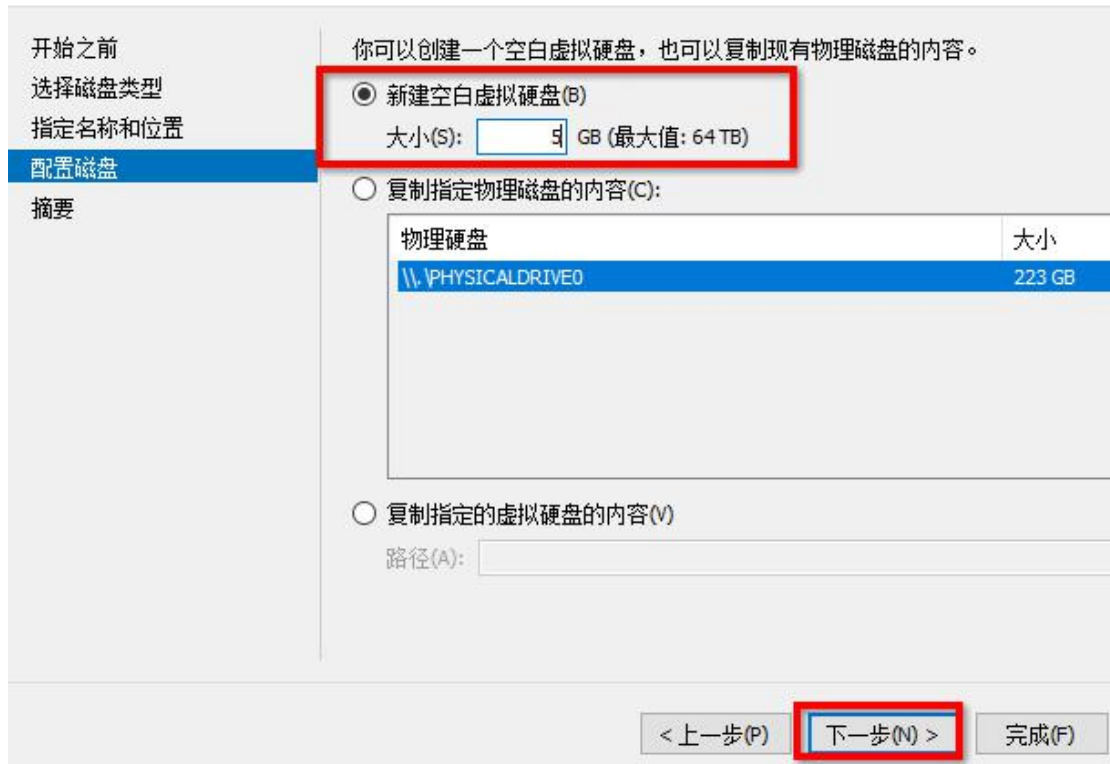 开始之前
选择磁盘类型
指定名称和位置
配置磁盘
摘要
你可以创建一个空白虚拟硬盘，也可以复制现有物理磁盘的内容。
新建空白虚拟硬盘(B)
大小(S): 5 GB (最大值: 64 TB)
复制指定物理磁盘的内容(C):
物理硬盘 大小
\\.\PHYSICALDRIVE0 223 GB
复制指定的虚拟硬盘的内容(V)
路径(A):
< 上一步(P) 下一步(N) > 完成(F)